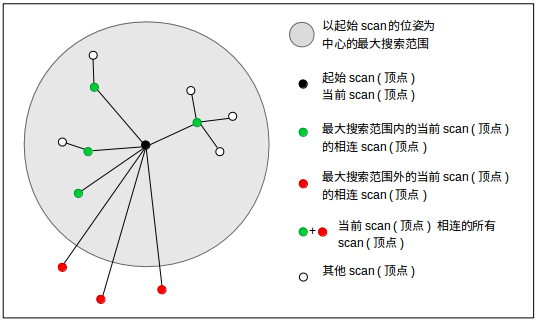 以起始 scan 的位姿为
中心的最大搜索范围
起始 scan ( 顶点 )
当前 scan ( 顶点 )
最大搜索范围内的当前 scan ( 顶点 )
的相连 scan ( 顶点 )
最大搜索范围外的当前 scan ( 顶点 )
的相连 scan ( 顶点 )
+ 当前 scan ( 顶点 ) 相连的所有
scan ( 顶点 )
其他 scan ( 顶点 )